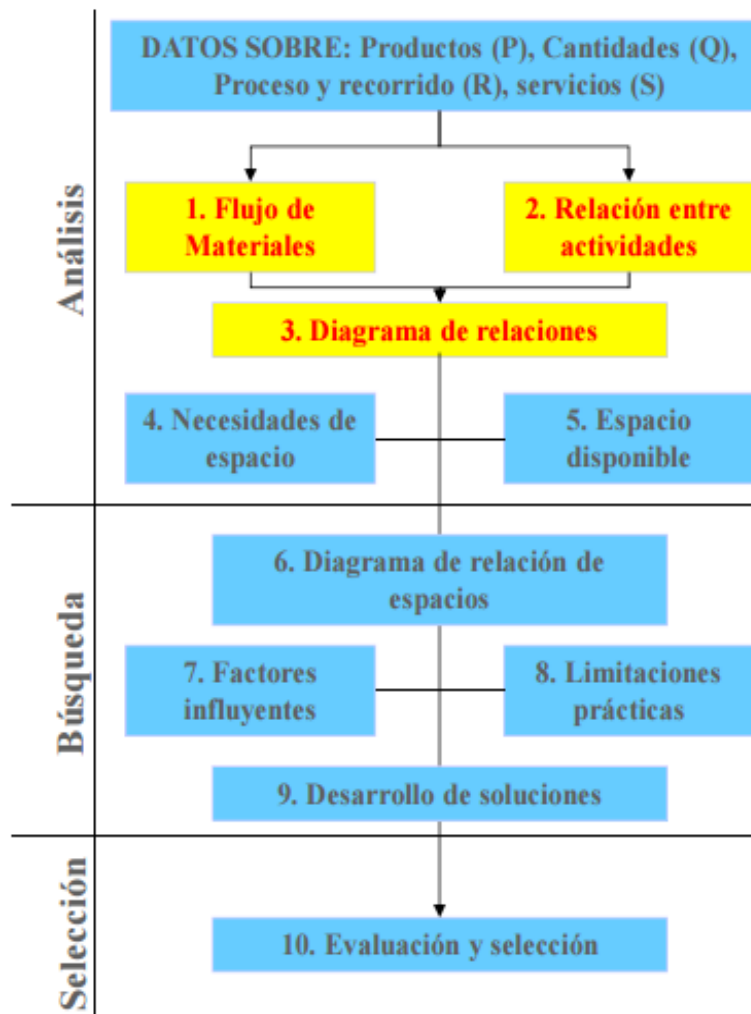 DATOS SOBRE: Productos (P), Cantidades (Q),
Proceso y recorrido (R), servicios (S)
Análisis
1. Flujo de
Materiales
2. Relación entre
actividades
3. Diagrama de relaciones
4. Necesidades de
espacio
5. Espacio
disponible
Búsqueda
6. Diagrama de relación de
espacios
7. Factores
influyentes
8. Limitaciones
prácticas
9. Desarrollo de soluciones
Selección
10. Evaluación y selección